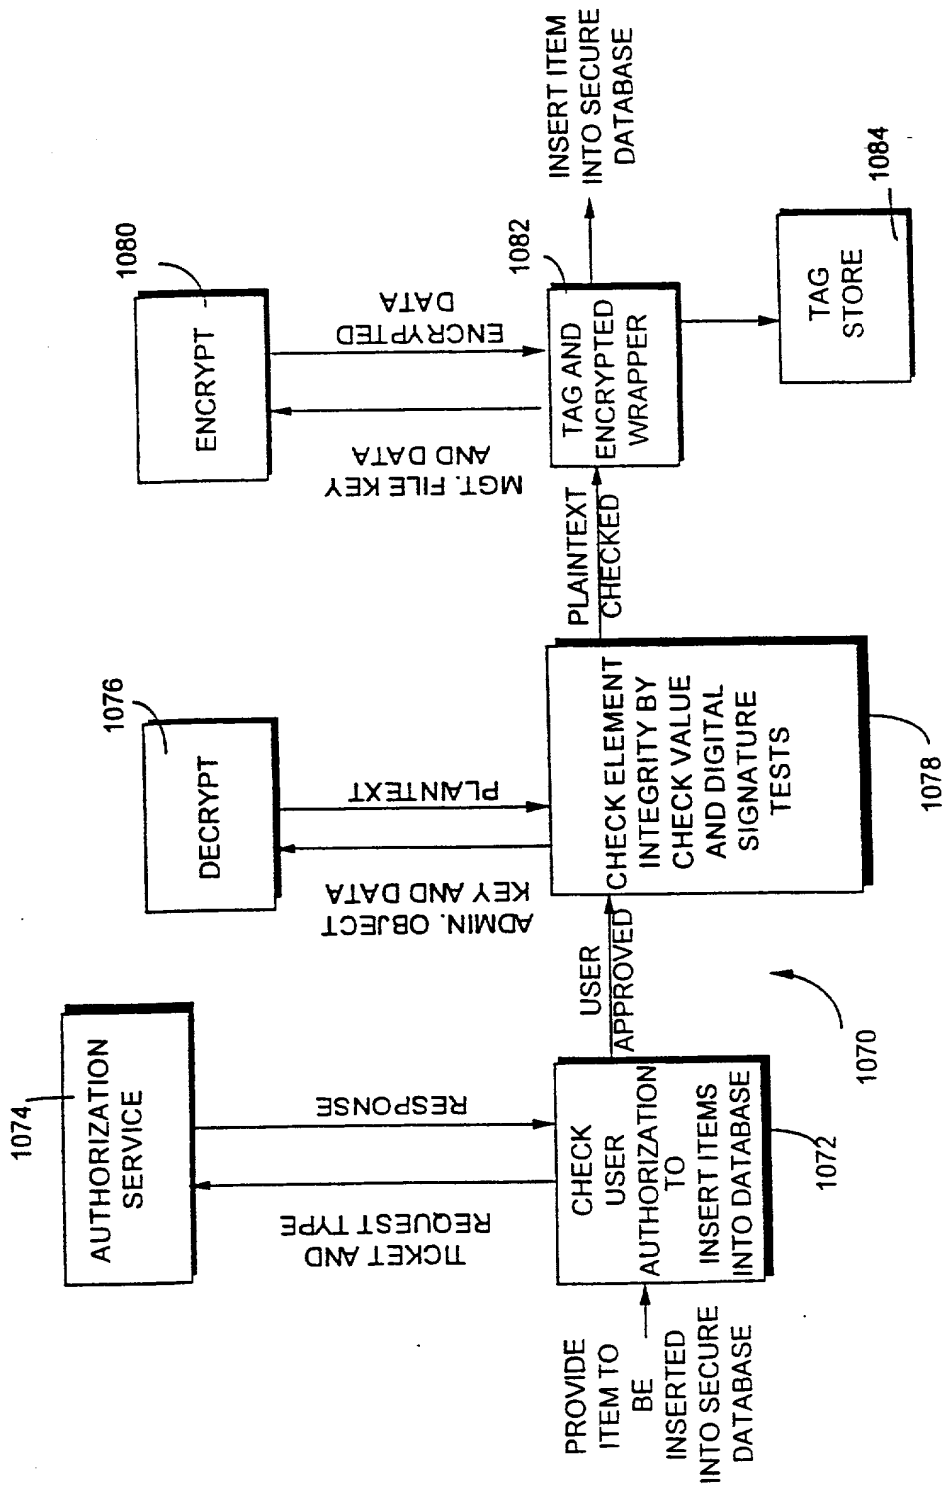 1074
AUTHORIZATION
SERVICE
TICKET AND
REQUEST TYPE
RESPONSE
PROVIDE
ITEM TO
BE
INSERTED
INTO SECURE
DATABASE
CHECK
USER
AUTHORIZATION
TO
INSERT ITEMS
INTO DATABASE
1072
1070
USER
APPROVED
1076
DECRYPT
ADMIN. OBJECT
KEY AND DATA
PLAINTEXT
CHECK ELEMENT
INTEGRITY BY
CHECK VALUE
AND DIGITAL
SIGNATURE
TESTS
1078
PLAINTEXT
CHECKED
1080
ENCRYPT
MGT. FILE KEY
AND DATA
ENCRYPTED
DATA
1082
TAG AND
ENCRYPTED
WRAPPER
INSERT ITEM
INTO SECURE
DATABASE
TAG
STORE
1084